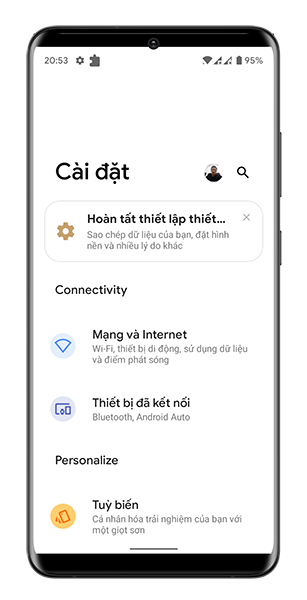 20:53 95%
Cài đặt
Hoàn tất thiết lập thiết...
Sao chép dữ liệu của bạn, đặt hình
nền và nhiều lý do khác
Connectivity
Mạng và Internet
Wi-Fi, thiết bị di động, sử dụng dữ liệu
và điểm phát sóng
Thiết bị đã kết nối
Bluetooth, Android Auto
Personalize
Tuỳ biến
Cá nhân hóa trải nghiệm của bạn với
một giọt sơn